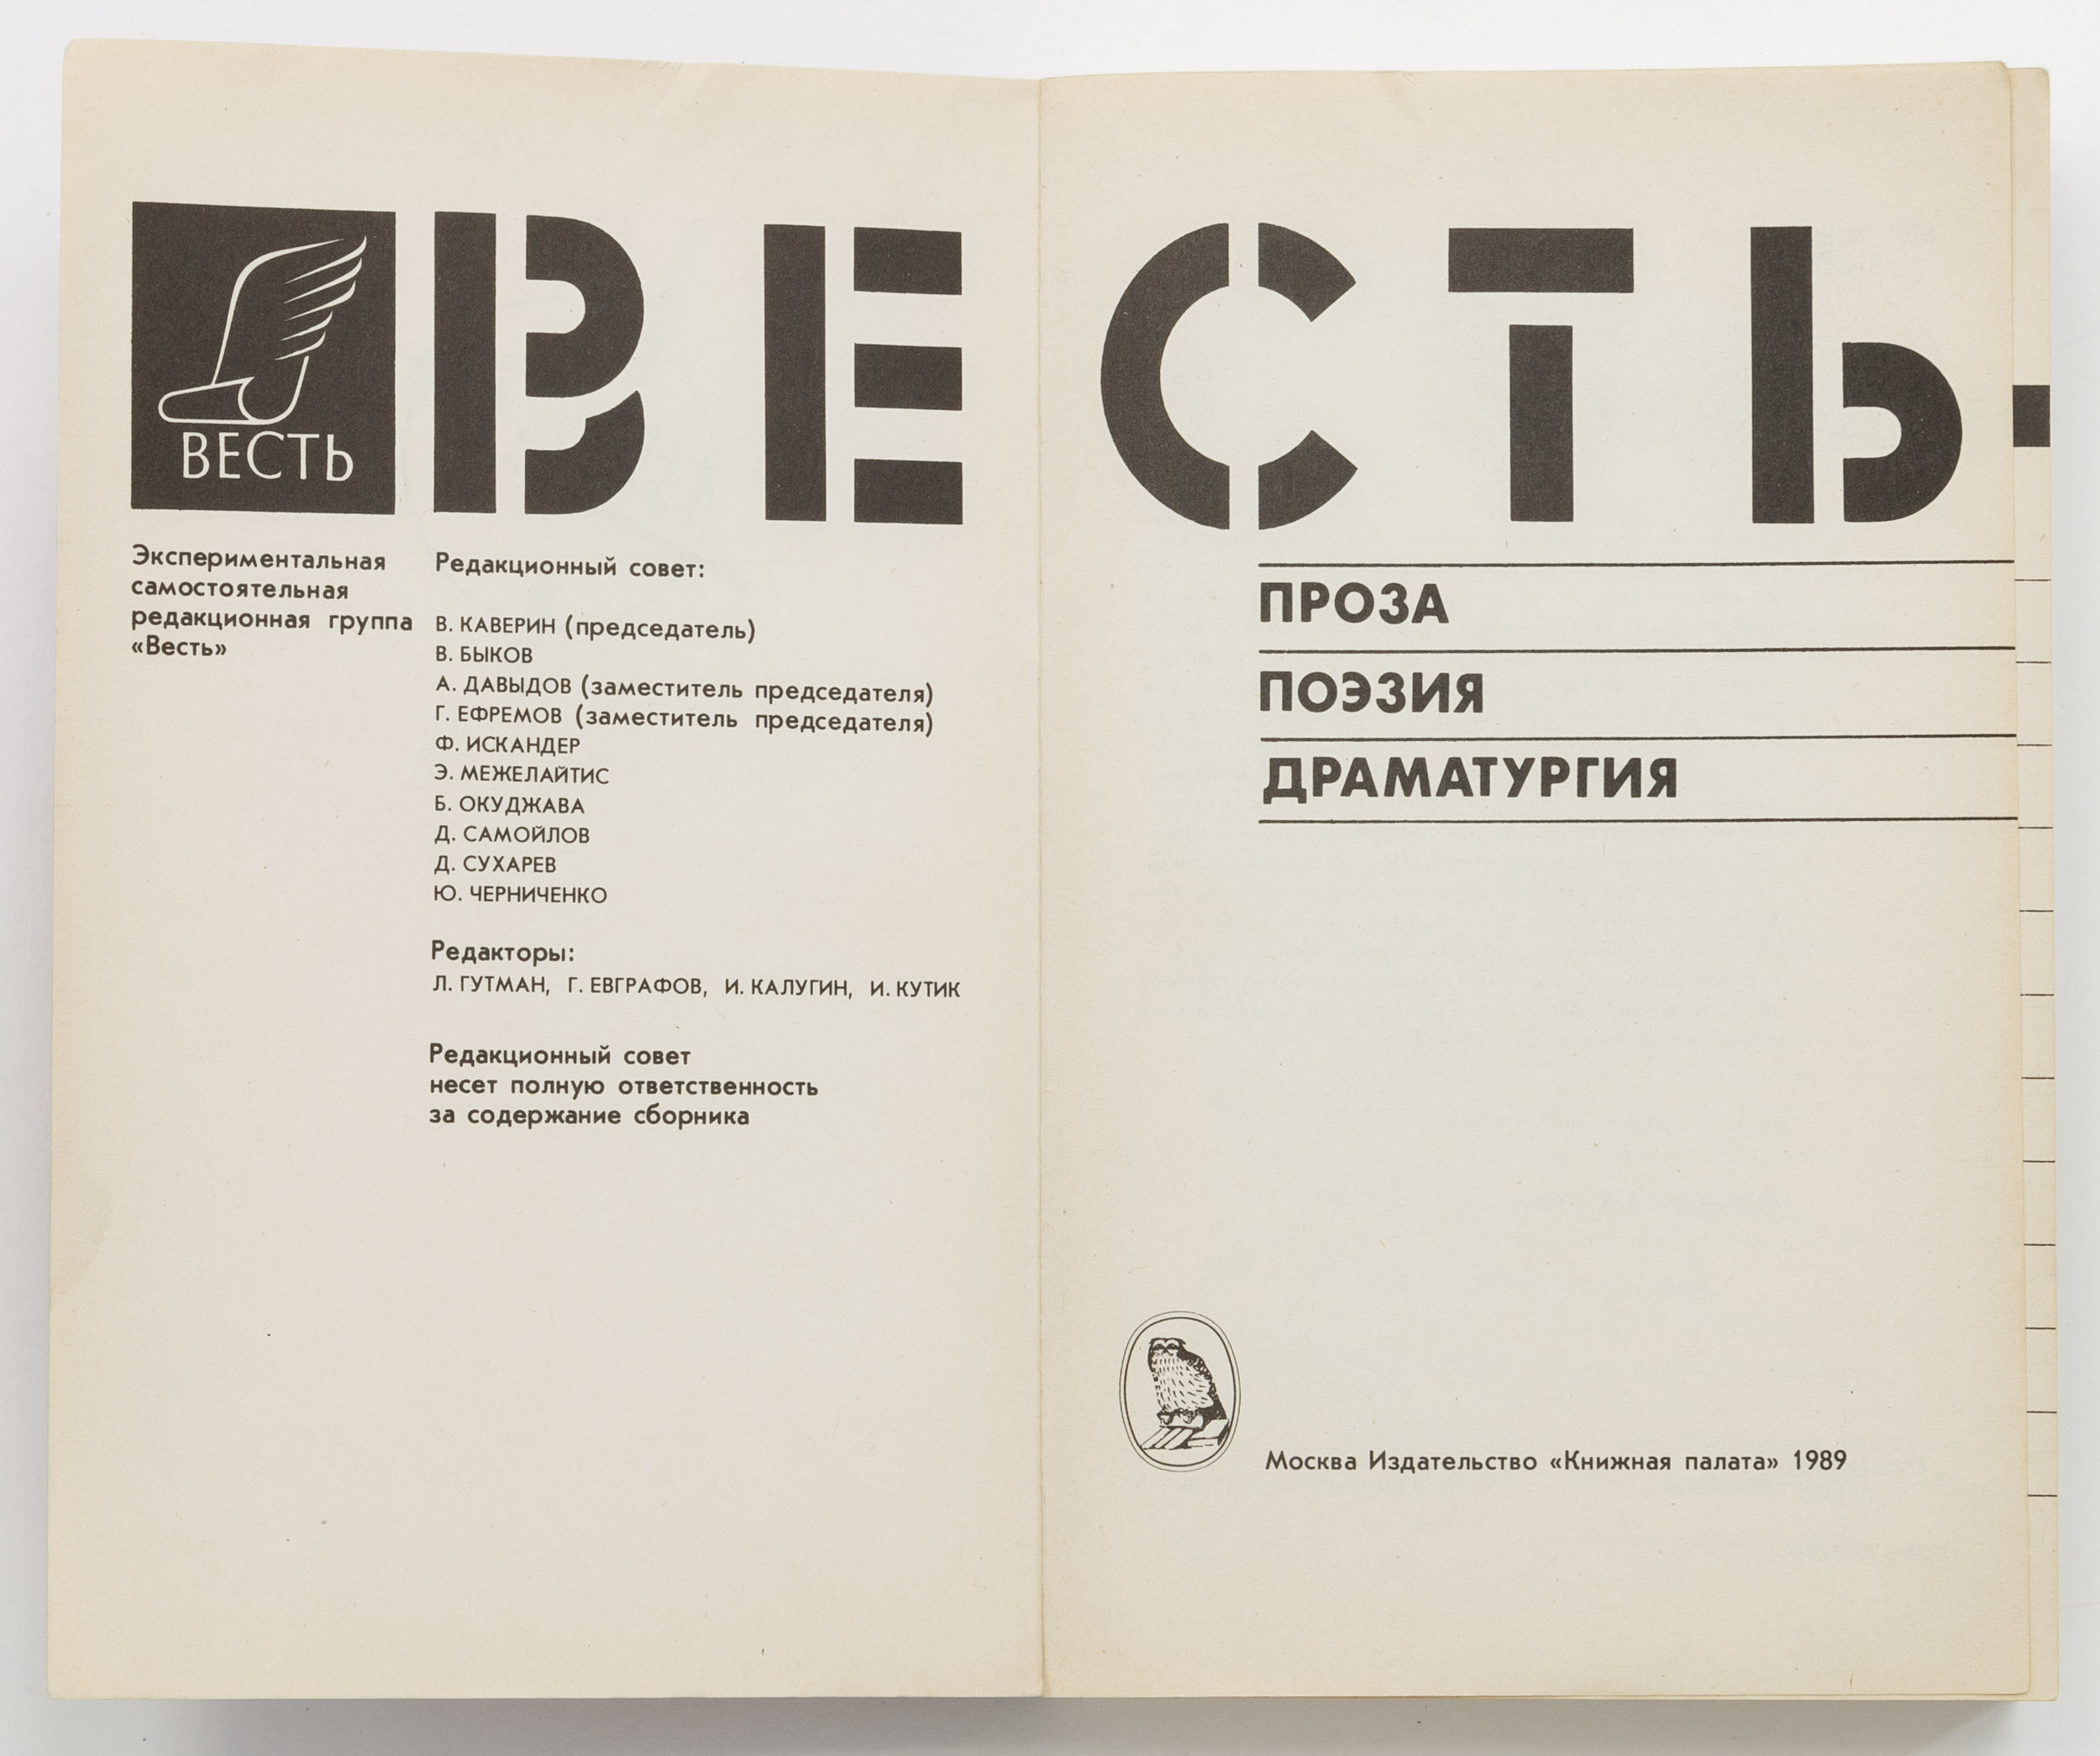 ВЕСТЬ
ВЕСТЬ
Экспериментальная
самостоятельная
редакционная группа
«Весть»
Редакционный совет:
В. КАВЕРИН (председатель)
В. БЫКОВ
А. ДАВЫДОВ (заместитель председателя)
Г. ЕФРЕМОВ (заместитель председателя)
Ф. ИСКАНДЕР
Э. МЕЖЕЛАЙТИС
Б. ОКУДЖАВА
Д. САМОЙЛОВ
Д. СУХАРЕВ
Ю. ЧЕРНИЧЕНКО
Редакторы:
Л. ГУТМАН, Г. ЕВГРАФОВ, И. КАЛУГИН, И. КУТИК
Редакционный совет
несет полную ответственность
за содержание сборника
ПРОЗА
ПОЭЗИЯ
ДРАМАТУРГИЯ
Москва Издательство «Книжная палата» 1989